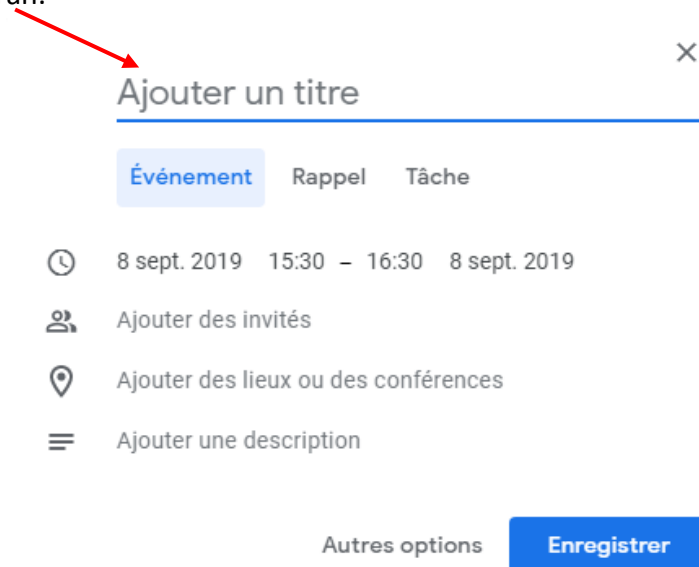 Ajouter un titre
Événement Rappel Tâche
8 sept. 2019 15:30 – 16:30 8 sept. 2019
Ajouter des invités
Ajouter des lieux ou des conférences
Ajouter une description
Autres options Enregistrer